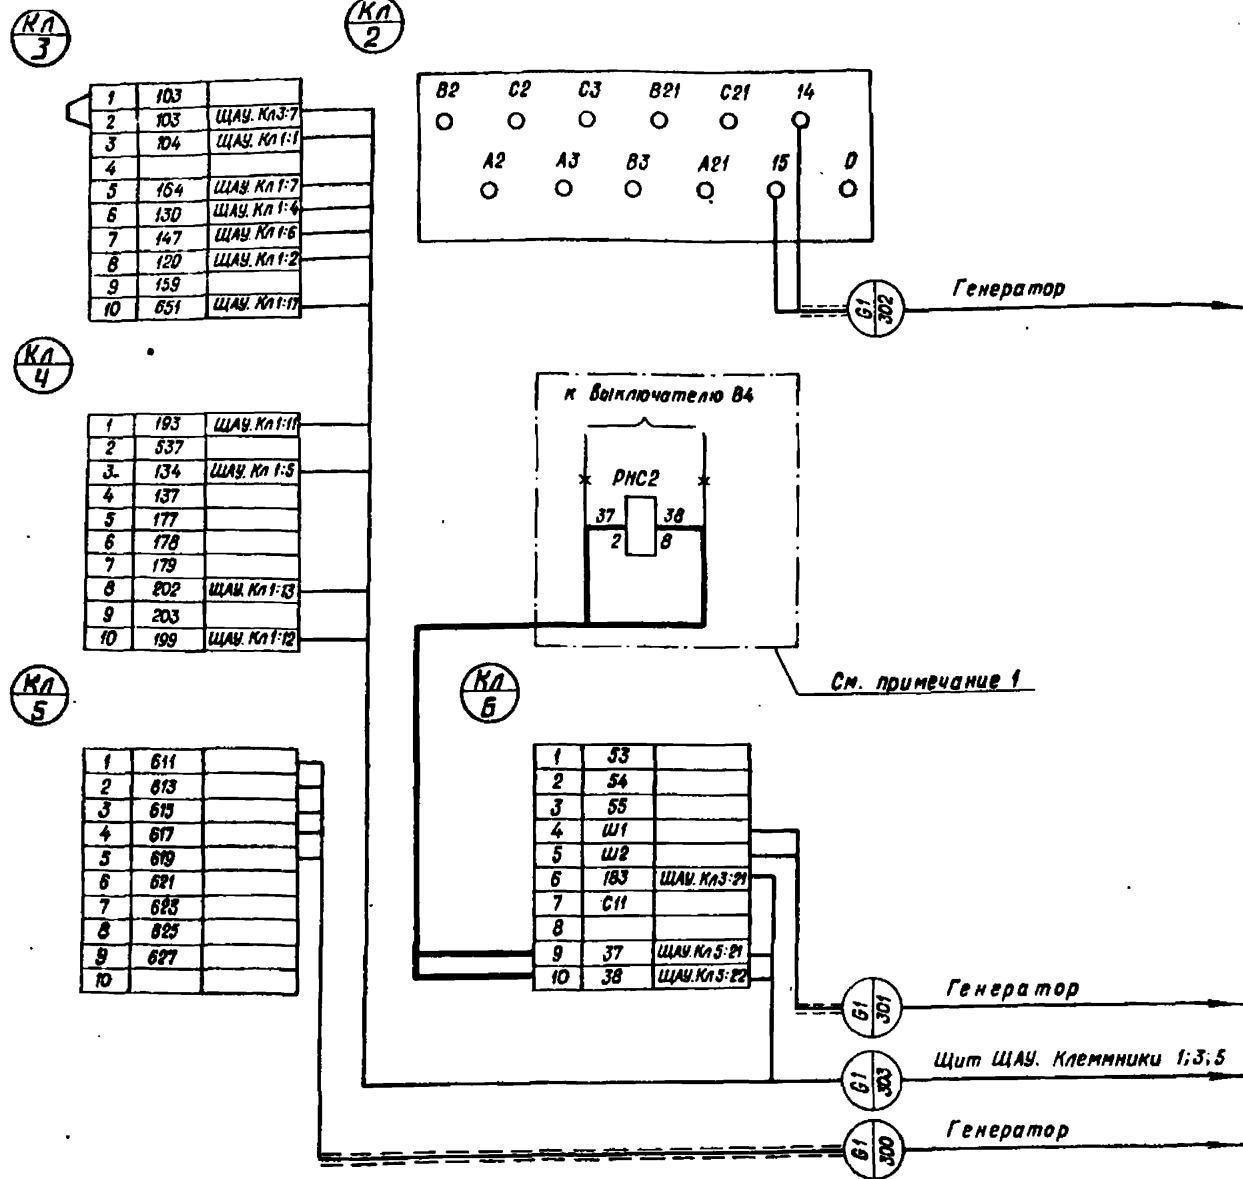 Кл
3
Кл
2
1 103
2 103 ЩАУ. Кл3:7
3 104 ЩАУ. Кл1:1
4
5 164 ЩАУ. Кл1:7
6 130 ЩАУ. Кл1:4
7 147 ЩАУ. Кл1:6
8 120 ЩАУ. Кл1:2
9 159
10 651 ЩАУ. Кл1:17
B2 C2 C3 B21 C21 14
A2 A3 B3 A21 15 0
G1 302 Генератор
Кл
4
1 193 ЩАУ. Кл1:11
2 537
3 134 ЩАУ. Кл1:5
4 137
5 177
6 178
7 179
8 202 ЩАУ. Кл1:13
9 203
10 199 ЩАУ. Кл1:12
к выключателю В4
РНС2
37 38
2 8
См. примечание 1
Кл
5
1 611
2 613
3 615
4 617
5 619
6 621
7 623
8 625
9 627
10
Кл
6
1 53
2 54
3 55
4 Ш1
5 Ш2
6 183 ЩАУ. Кл3:21
7 С11
8
9 37 ЩАУ. Кл5:21
10 38 ЩАУ. Кл5:22
G1 301 Генератор
G1 303 Щит ЩАУ. Клеммники 1;3;5
G1 300 Генератор